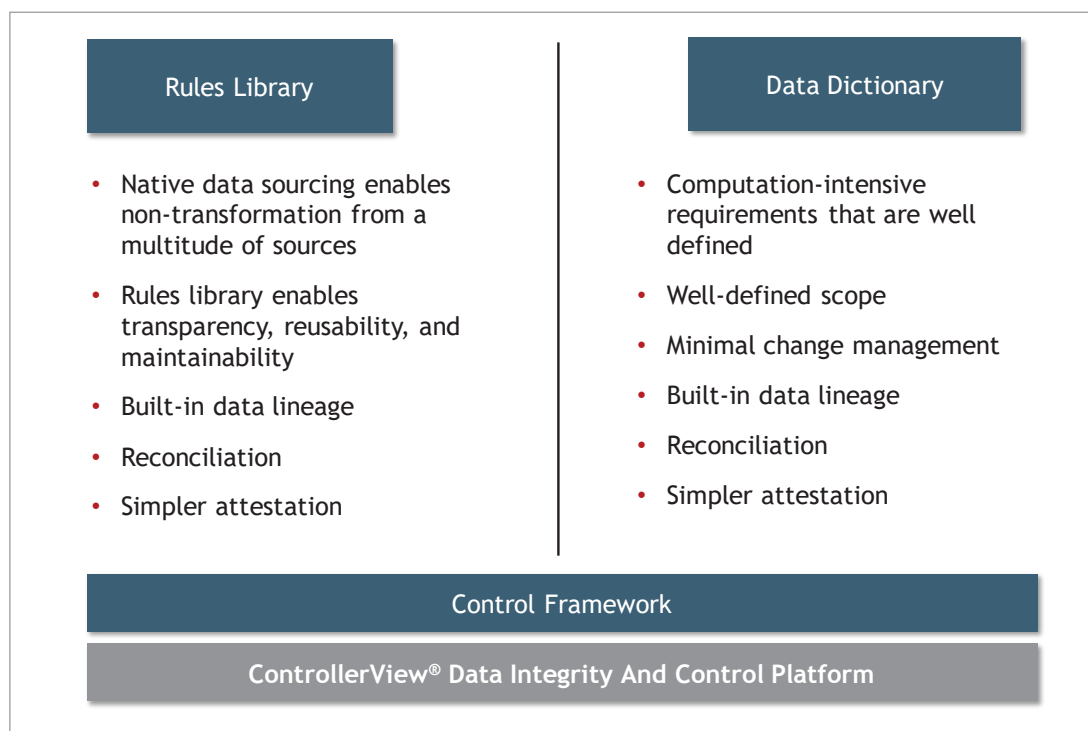 Rules Library
• Native data sourcing enables
non-transformation from a
multitude of sources
• Rules library enables
transparency, reusability, and
maintainability
• Built-in data lineage
• Reconciliation
• Simpler attestation
Data Dictionary
• Computation-intensive
requirements that are well
defined
• Well-defined scope
• Minimal change management
• Built-in data lineage
• Reconciliation
• Simpler attestation
Control Framework
ControllerView® Data Integrity And Control Platform